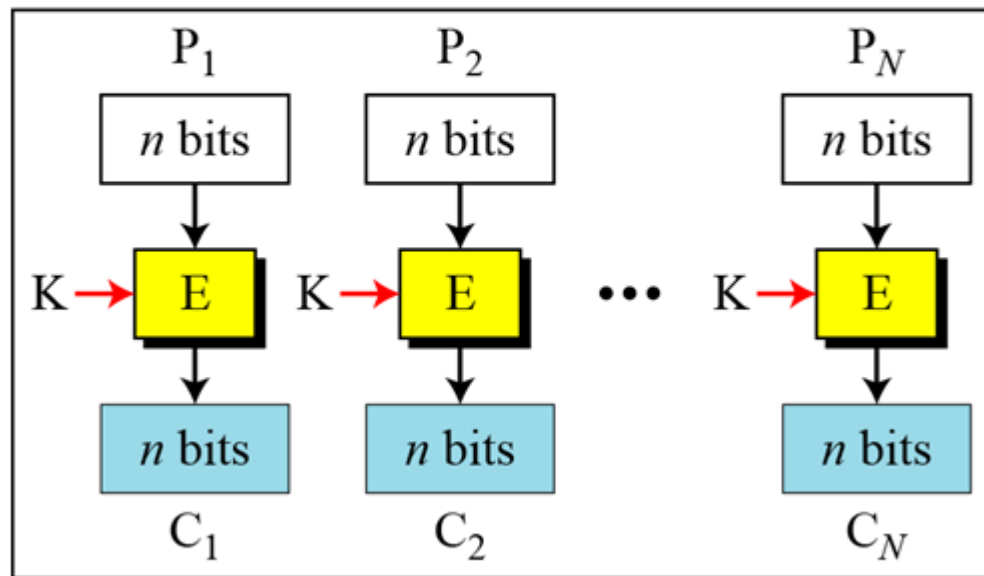 P1 P2 PN
n bits n bits n bits
K E K E ... K E
n bits n bits n bits
C1 C2 CN